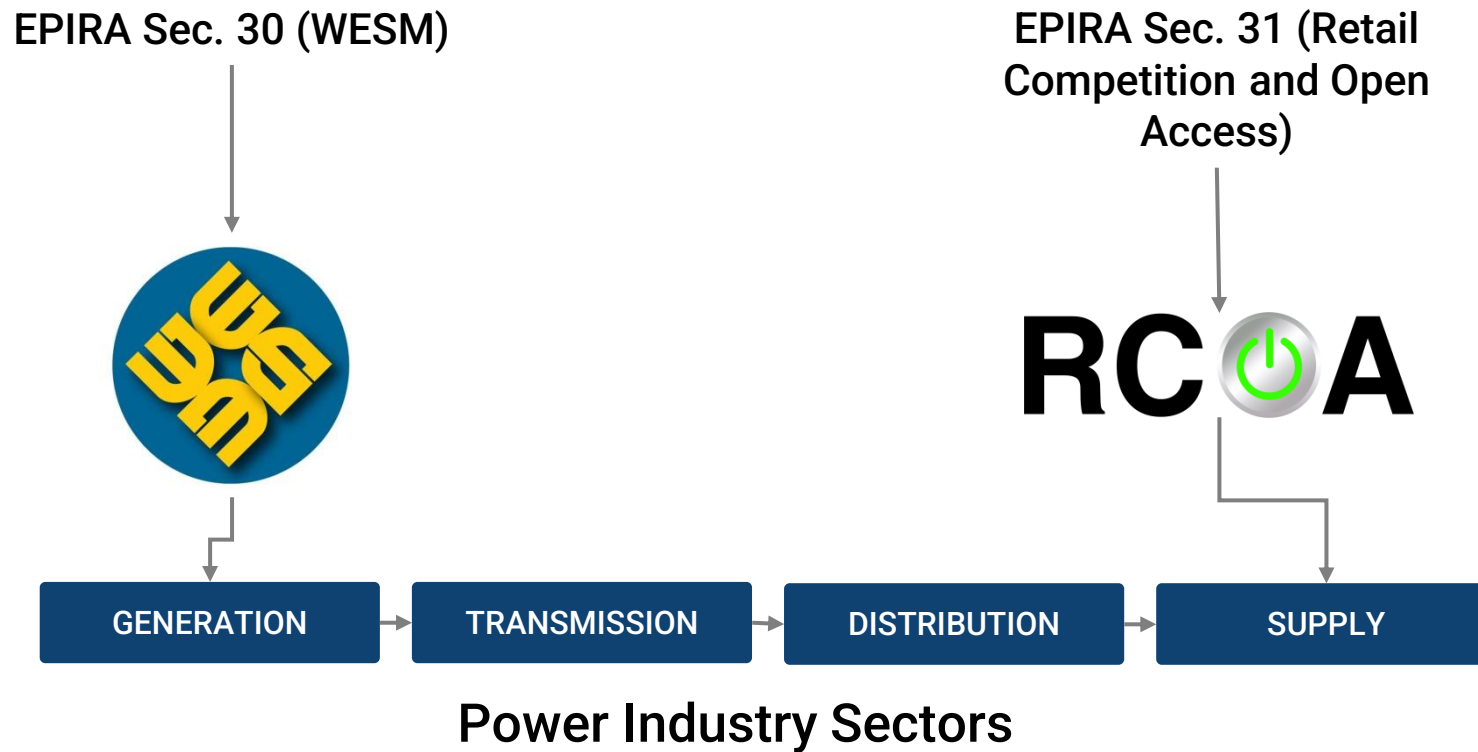 EPIRA Sec. 30 (WESM)
EPIRA Sec. 31 (Retail
Competition and Open
Access)
WESM
RCOA
GENERATION
TRANSMISSION
DISTRIBUTION
SUPPLY
Power Industry Sectors